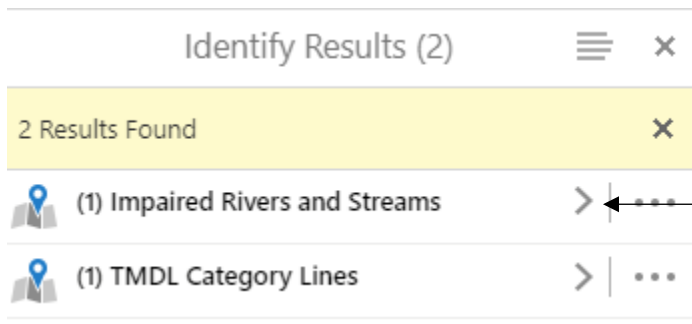 Identify Results (2)
2 Results Found
(1) Impaired Rivers and Streams
(1) TMDL Category Lines